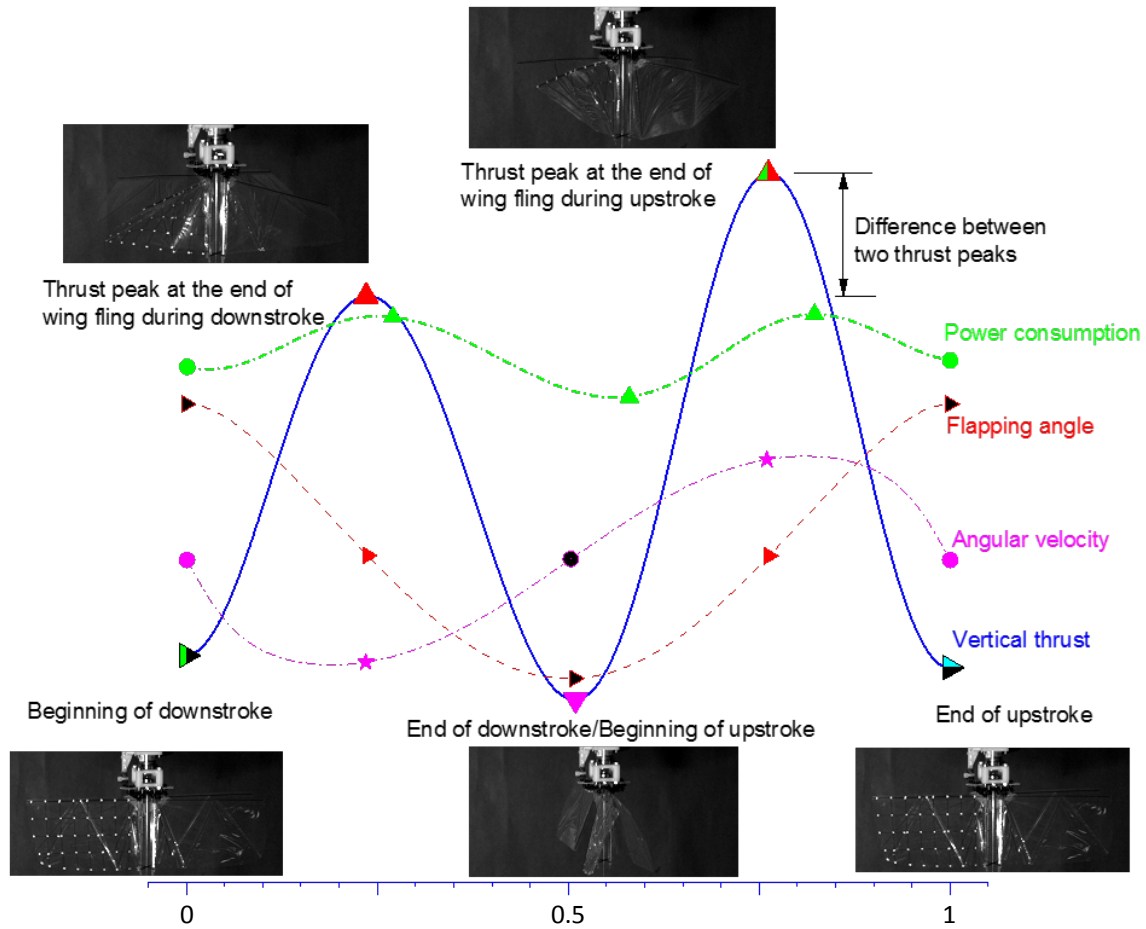 Thrust peak at the end of
wing fling during upstroke
Difference between
two thrust peaks
Thrust peak at the end of
wing fling during downstroke
Power consumption
Flapping angle
Angular velocity
Vertical thrust
Beginning of downstroke
End of downstroke/Beginning of upstroke
End of upstroke
0
0.5
1